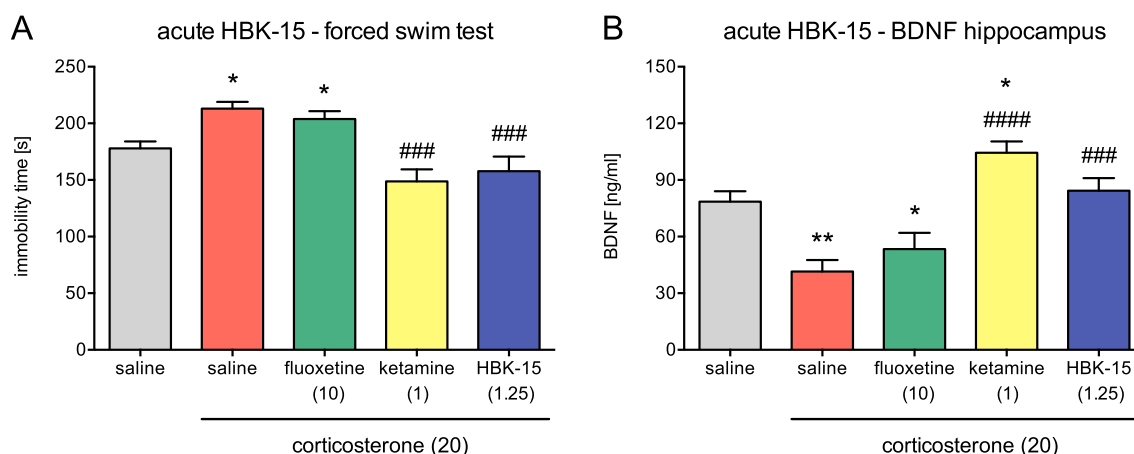 A
acute HBK-15 - forced swim test
immobility time [s]
250
200
150
100
50
0
*
*
###
###
saline
saline
fluoxetine
(10)
ketamine
(1)
HBK-15
(1.25)
corticosterone (20)
B
acute HBK-15 - BDNF hippocampus
BDNF [ng/ml]
150
120
90
60
30
0
**
*
*
####
###
saline
saline
fluoxetine
(10)
ketamine
(1)
HBK-15
(1.25)
corticosterone (20)